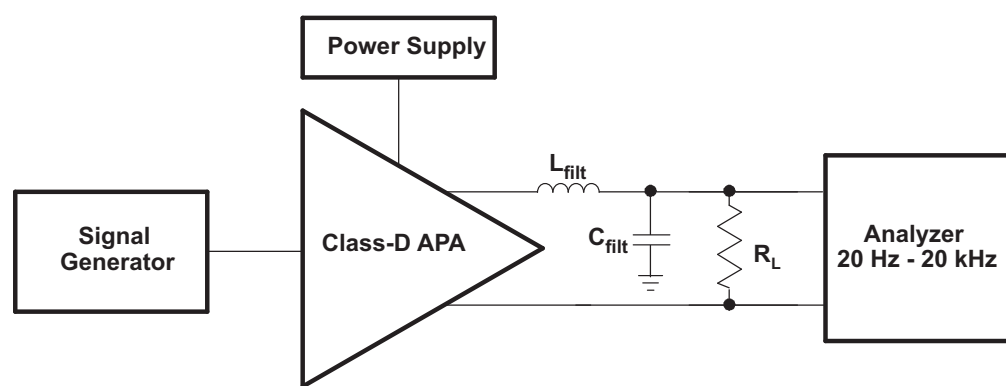 Power Supply
Signal
Generator
Class-D APA
Lfilt
Cfilt
RL
Analyzer
20 Hz - 20 kHz